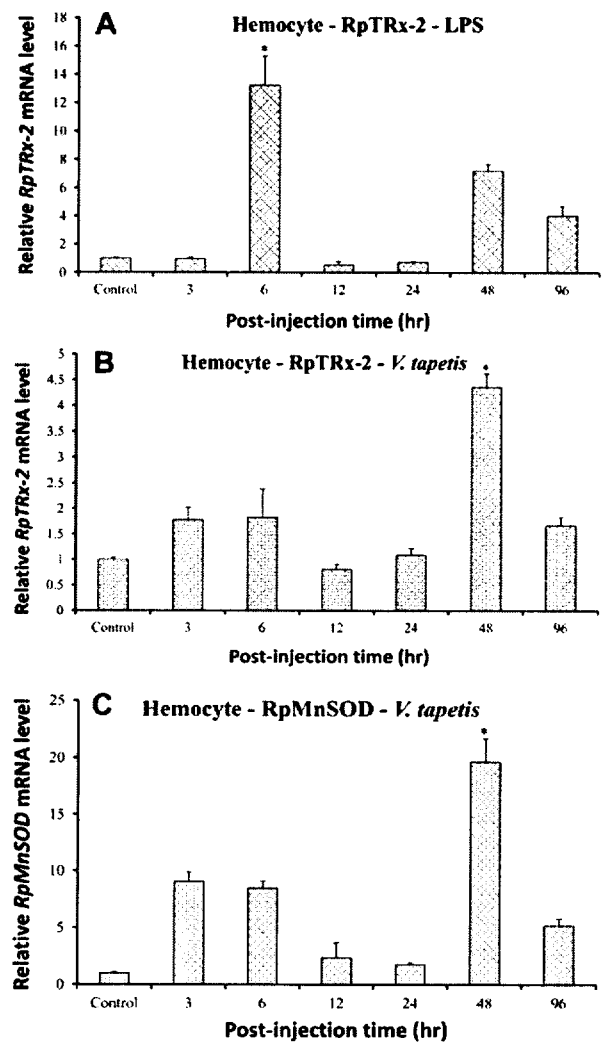 A
Hemocyte - RpTRx-2 - LPS
Relative RpTRx-2 mRNA level
18
16
14
12
10
8
6
4
2
0
*
Control 3 6 12 24 48 96
Post-injection time (hr)
B
Hemocyte - RpTRx-2 - V. tapetis
Relative RpTRx-2 mRNA level
5
4.5
4
3.5
3
2.5
2
1.5
1
0.5
0
*
Control 3 6 12 24 48 96
Post-injection time (hr)
C
Hemocyte - RpMnSOD - V. tapetis
Relative RpMnSOD mRNA level
25
20
15
10
5
0
*
Control 3 6 12 24 48 96
Post-injection time (hr)